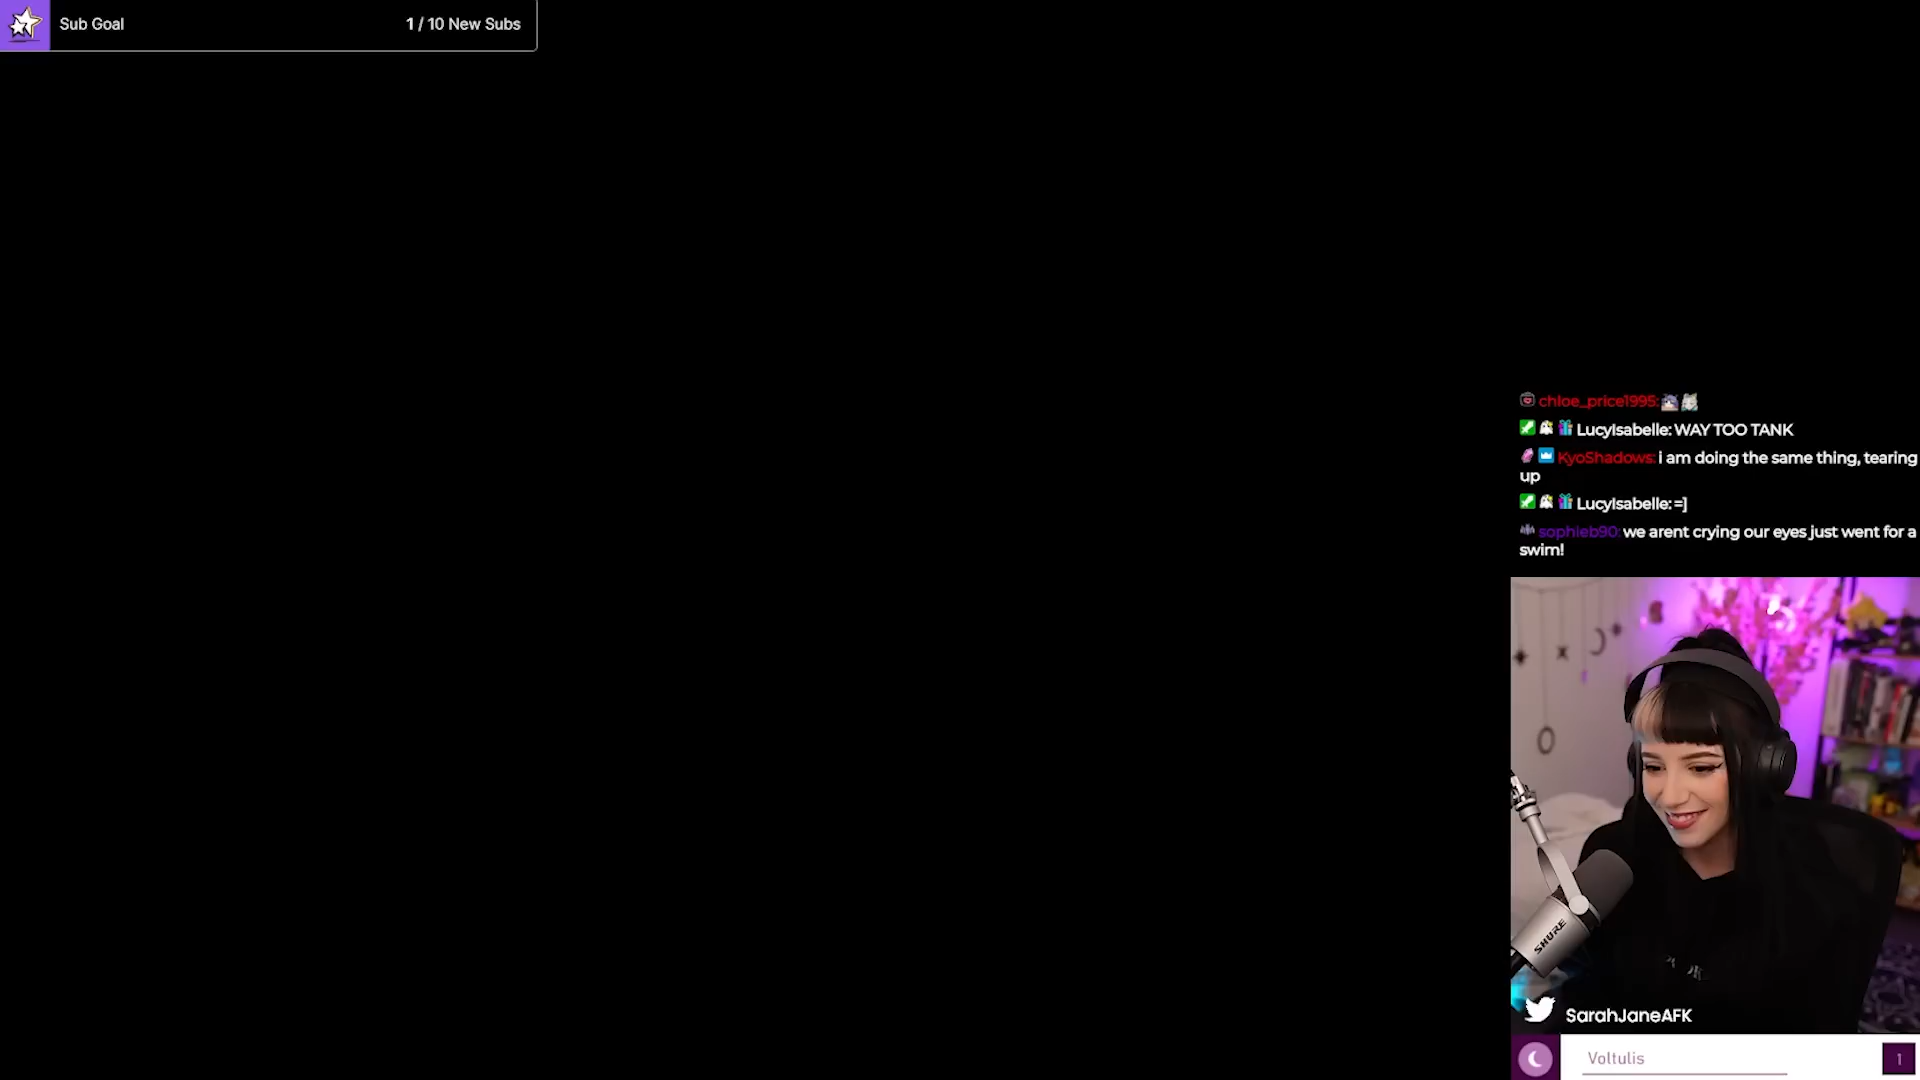 Sub Goal 1 / 10 New Subs
chloe_price1995:
LucyIsabelle: WAY TOO TANK
KyoShadows: i am doing the same thing, tearing
up
LucyIsabelle: =]
sophieb90: we arent crying our eyes just went for a
swim!
SHURE
SarahJaneAFK
Voltulis 1